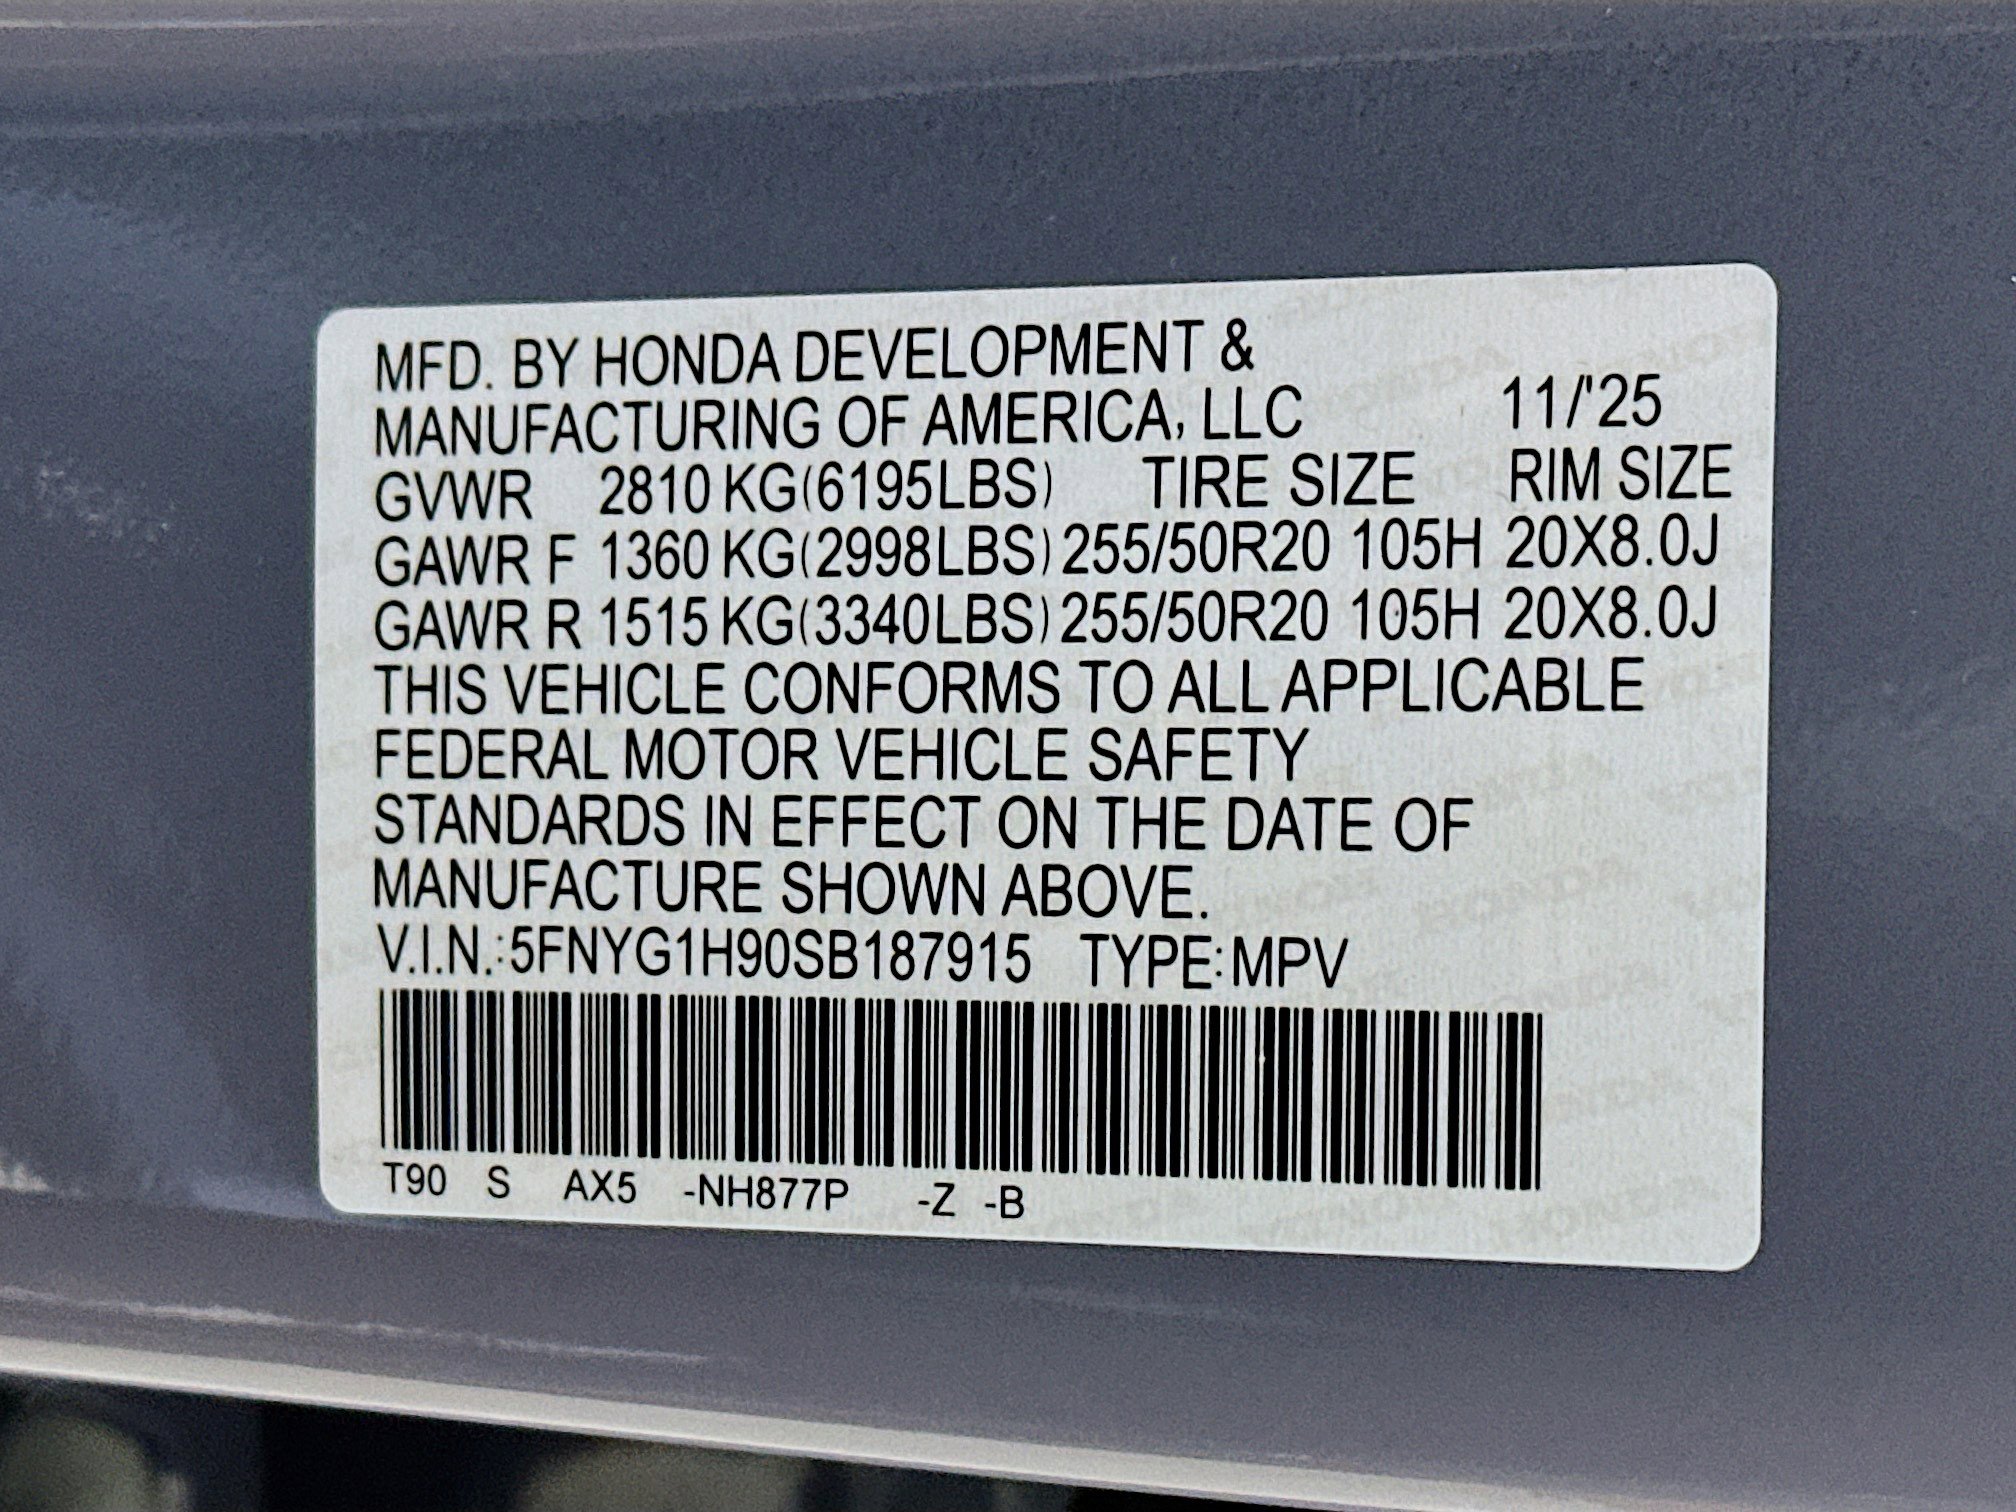 MFD. BY HONDA DEVELOPMENT &
MANUFACTURING OF AMERICA, LLC 11/'25
GVWR 2810 KG(6195LBS) TIRE SIZE RIM SIZE
GAWR F 1360 KG(2998LBS) 255/50R20 105H 20X8.0J
GAWR R 1515 KG(3340LBS) 255/50R20 105H 20X8.0J
THIS VEHICLE CONFORMS TO ALL APPLICABLE
FEDERAL MOTOR VEHICLE SAFETY
STANDARDS IN EFFECT ON THE DATE OF
MANUFACTURE SHOWN ABOVE.
V.I.N.:5FNYG1H90SB187915 TYPE:MPV
T90 S AX5 -NH877P -Z -B